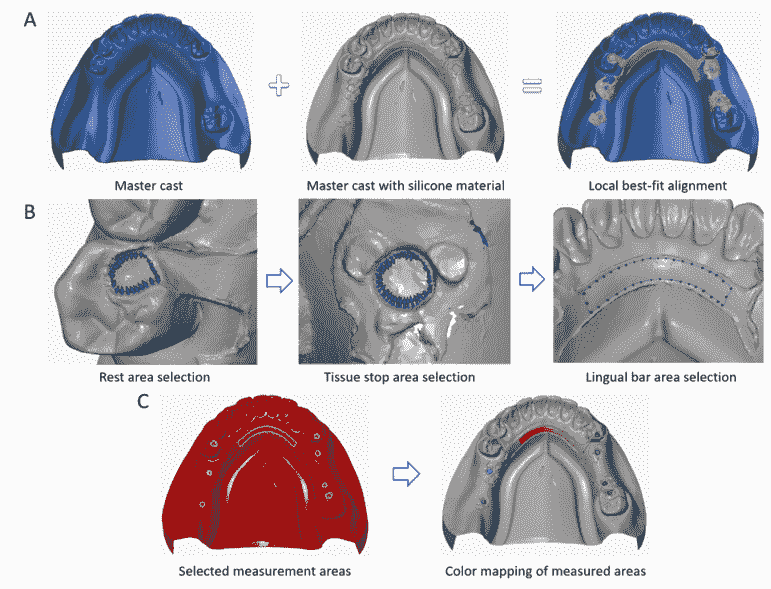 A
Master cast
Master cast with silicone material
Local best-fit alignment
B
Rest area selection
Tissue stop area selection
Lingual bar area selection
C
Selected measurement areas
Color mapping of measured areas